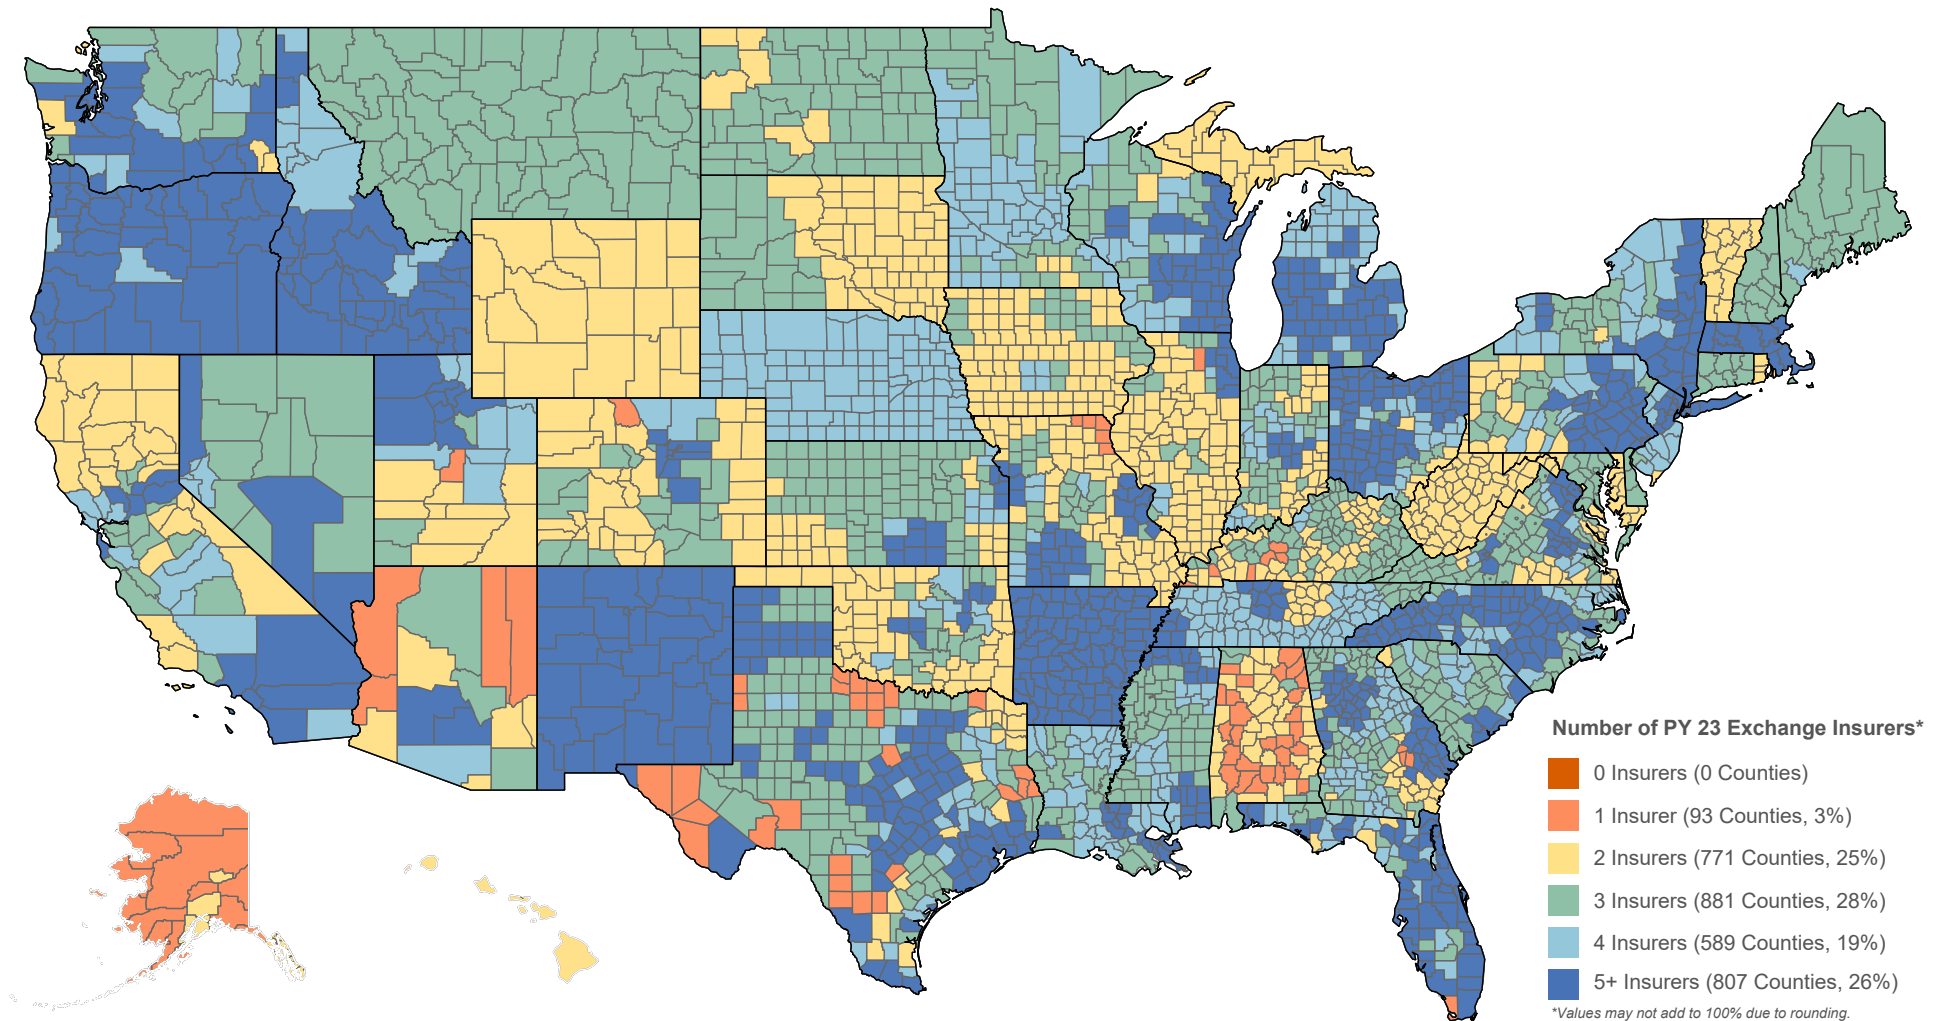 Number of PY 23 Exchange Insurers*
0 Insurers (0 Counties)
1 Insurer (93 Counties, 3%)
2 Insurers (771 Counties, 25%)
3 Insurers (881 Counties, 28%)
4 Insurers (589 Counties, 19%)
5+ Insurers (807 Counties, 26%)
*Values may not add to 100% due to rounding.